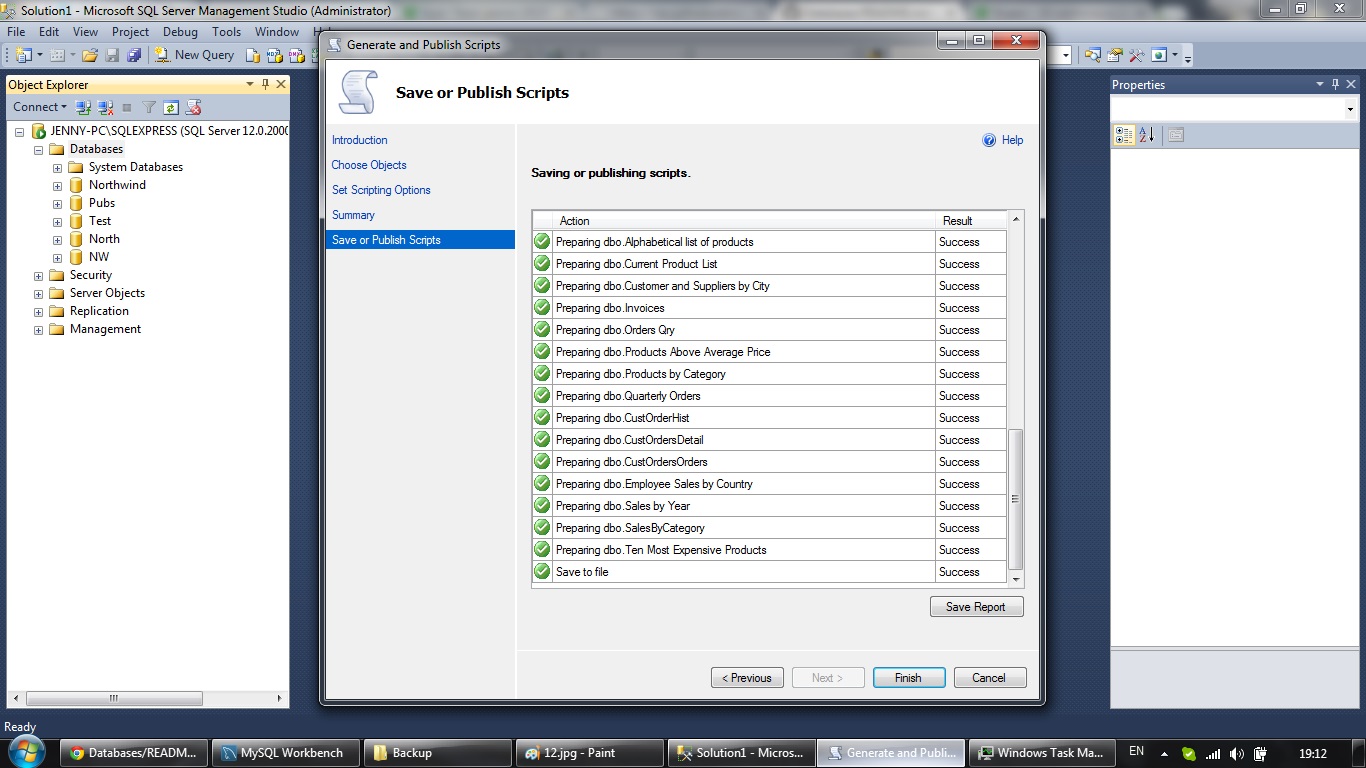 Solution1 - Microsoft SQL Server Management Studio (Administrator)
File Edit View Project Debug Tools Window
New Query
Object Explorer
Connect
JENNY-PC\SQLEXPRESS (SQL Server 12.0.2000
Databases
System Databases
Northwind
Pubs
Test
North
NW
Security
Server Objects
Replication
Management
Generate and Publish Scripts
Save or Publish Scripts
Introduction
Choose Objects
Set Scripting Options
Summary
Save or Publish Scripts
Help
Saving or publishing scripts.
Action Result
Preparing dbo.Alphabetical list of products Success
Preparing dbo.Current Product List Success
Preparing dbo.Customer and Suppliers by City Success
Preparing dbo.Invoices Success
Preparing dbo.Orders Qry Success
Preparing dbo.Products Above Average Price Success
Preparing dbo.Products by Category Success
Preparing dbo.Quarterly Orders Success
Preparing dbo.CustOrderHist Success
Preparing dbo.CustOrdersDetail Success
Preparing dbo.CustOrdersOrders Success
Preparing dbo.Employee Sales by Country Success
Preparing dbo.Sales by Year Success
Preparing dbo.SalesByCategory Success
Preparing dbo.Ten Most Expensive Products Success
Save to file Success
Save Report
< Previous Next > Finish Cancel
Properties
Ready
Databases/READM... MySQL Workbench Backup 12.jpg - Paint Solution1 - Micros... Generate and Publi... Windows Task Ma... EN 19:12